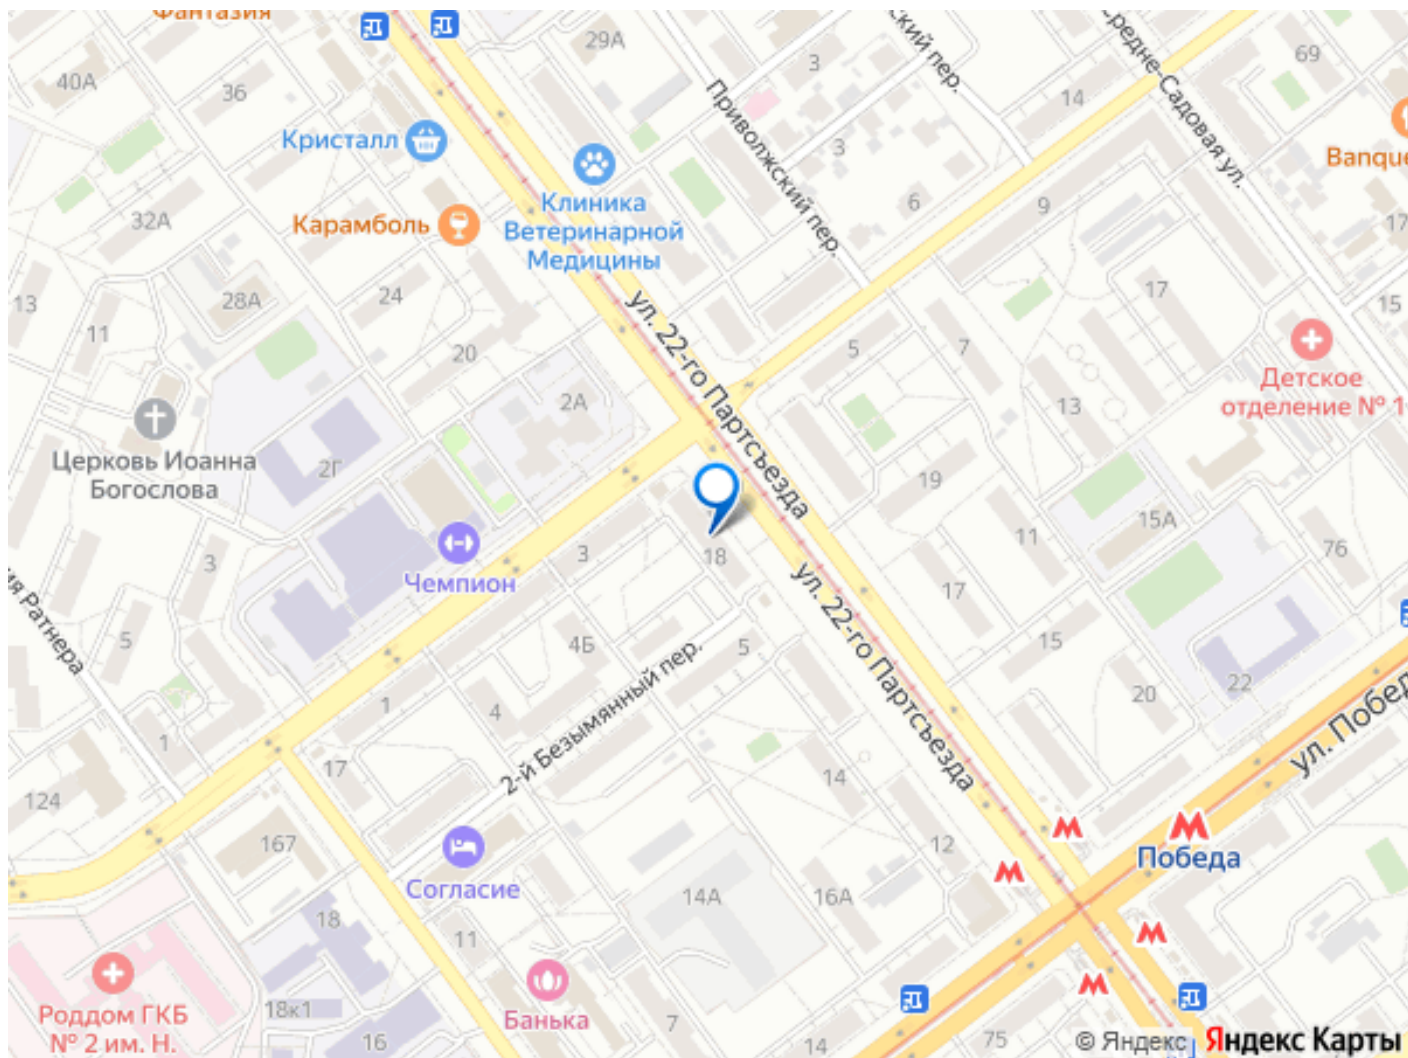 Фантазия
29А
ский пер.
Средне-Садовая ул.
69
40А
36
3
14
Приволжский пер.
Кристалл
3
Banque
Клиника
Ветеринарной
Медицины
32А
Карамболь
6
9
17
13
28А
24
ул. 22-го Партсъезда
17
15
11
20
5
7
Детское
отделение № 1
2А
13
Церковь Иоанна
Богослова
2Г
19
15А
11
76
3
Чемпион
3
18
17
ул. 22-го Партсъезда
ия Ратнера
5
4Б
2-й Безымянный пер.
5
15
22
20
ул. Побед
1
1
4
17
14
124
167
12
Победа
Согласие
14А
16А
18
11
Роддом ГКБ
№ 2 им. Н.
18к1
16
Банька
7
14
75
© Яндекс Яндекс Карты